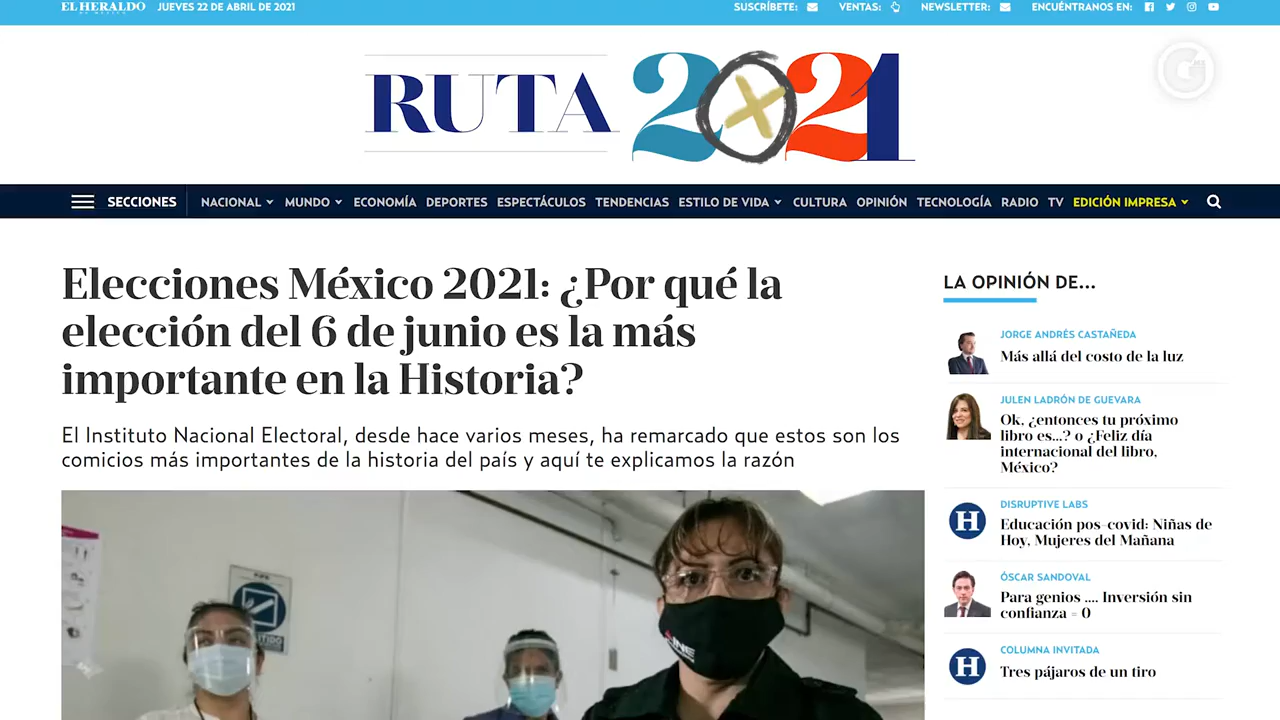 EL HERALDO
DE MÉXICO
JUEVES 22 DE ABRIL DE 2021
SUSCRÍBETE:
VENTAS:
NEWSLETTER:
ENCUÉNTRANOS EN:
RUTA 2021
SECCIONES
NACIONAL
MUNDO
ECONOMÍA
DEPORTES
ESPECTÁCULOS
TENDENCIAS
ESTILO DE VIDA
CULTURA
OPINIÓN
TECNOLOGÍA
RADIO
TV
EDICIÓN IMPRESA
Elecciones México 2021: ¿Por qué la
elección del 6 de junio es la más
importante en la Historia?
El Instituto Nacional Electoral, desde hace varios meses, ha remarcado que estos son los
comicios más importantes de la historia del país y aquí te explicamos la razón
INE
LA OPINIÓN DE...
JORGE ANDRÉS CASTAÑEDA
Más allá del costo de la luz
JULEN LADRÓN DE GUEVARA
Ok, ¿entonces tu próximo
libro es...? o ¿Feliz día
internacional del libro,
México?
H
DISRUPTIVE LABS
Educación pos-covid: Niñas de
Hoy, Mujeres del Mañana
ÓSCAR SANDOVAL
Para genios .... Inversión sin
confianza = 0
H
COLUMNA INVITADA
Tres pájaros de un tiro